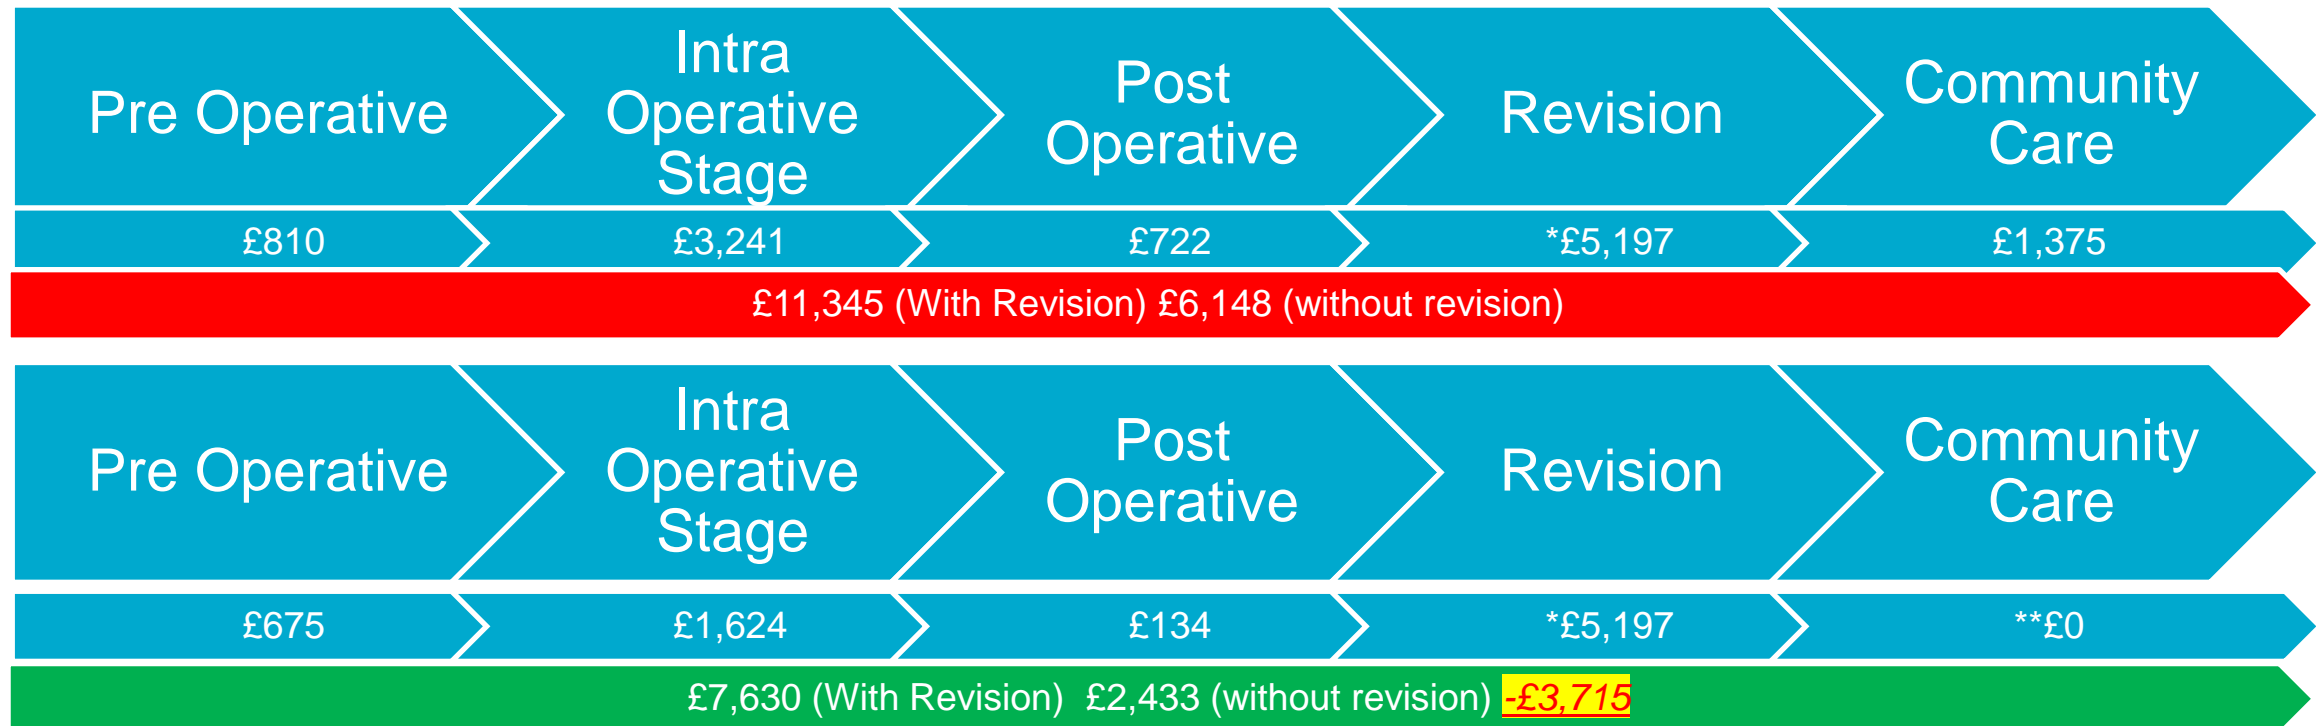 Pre Operative
Intra
Operative
Stage
Post
Operative
Revision
Community
Care
£810
£3,241
£722
*£5,197
£1,375
£11,345 (With Revision) £6,148 (without revision)
Pre Operative
Intra
Operative
Stage
Post
Operative
Revision
Community
Care
£675
£1,624
£134
*£5,197
**£0
£7,630 (With Revision)  £2,433 (without revision) -£3,715